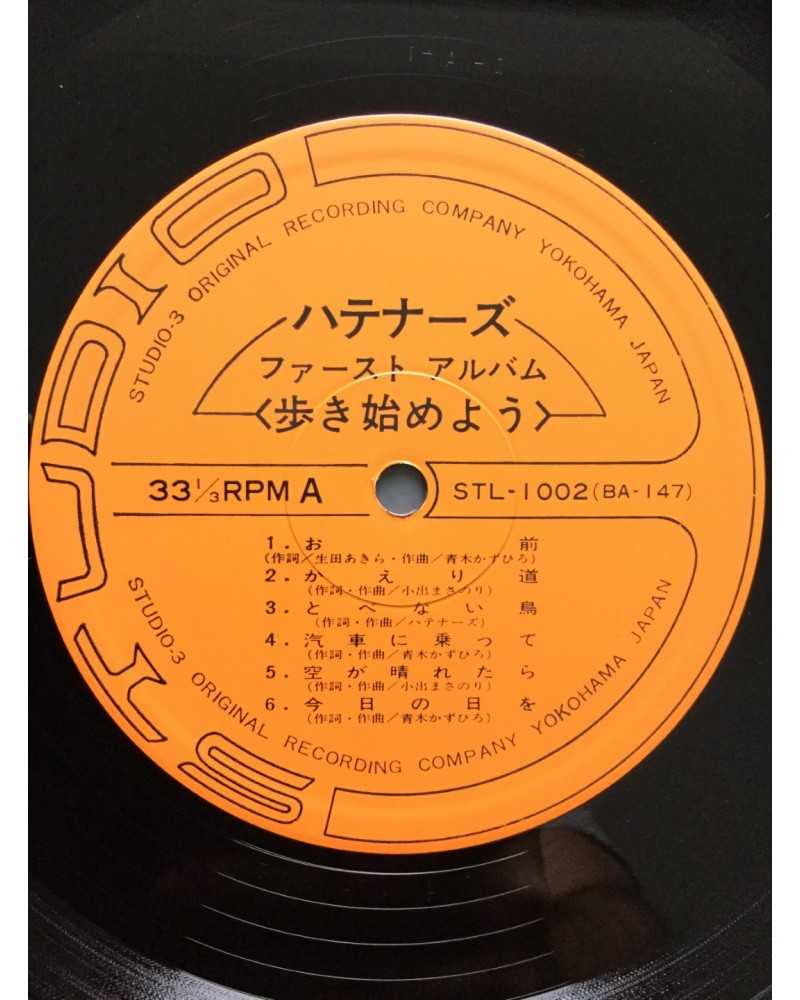 STUDIO
STUDIO-3 ORIGINAL RECORDING COMPANY YOKOHAMA JAPAN
ハテナーズ
ファースト アルバム
〈歩き始めよう〉
33 1/3 RPM A
STL-1002(BA-147)
1. お前
(作詞/生田あきら・作曲/青木かずひろ)
2. かえり道
(作詞・作曲/小出まさのり)
3. とべない鳥
(作詞・作曲/ハテナーズ)
4. 汽車に乗って
(作詞・作曲/青木かずひろ)
5. 空が晴れたら
(作詞・作曲/小出まさのり)
6. 今日の日を
(作詞・作曲/青木かずひろ)
STUDIO-3 ORIGINAL RECORDING COMPANY YOKOHAMA JAPAN